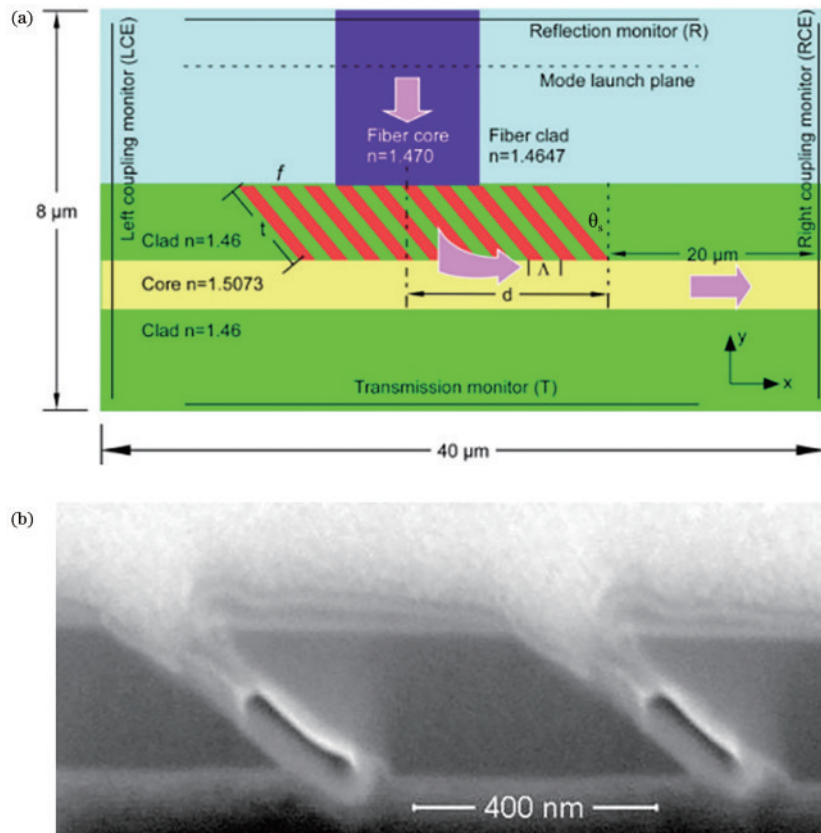 (a)
Reflection monitor (R)
Mode launch plane
Left coupling monitor (LCE)
Right coupling monitor (RCE)
Fiber core
n=1.470
Fiber clad
n=1.4647
8 μm
f
t
θs
Clad n=1.46
20 μm
Λ
Core n=1.5073
d
Clad n=1.46
y
x
Transmission monitor (T)
40 μm
(b)
400 nm